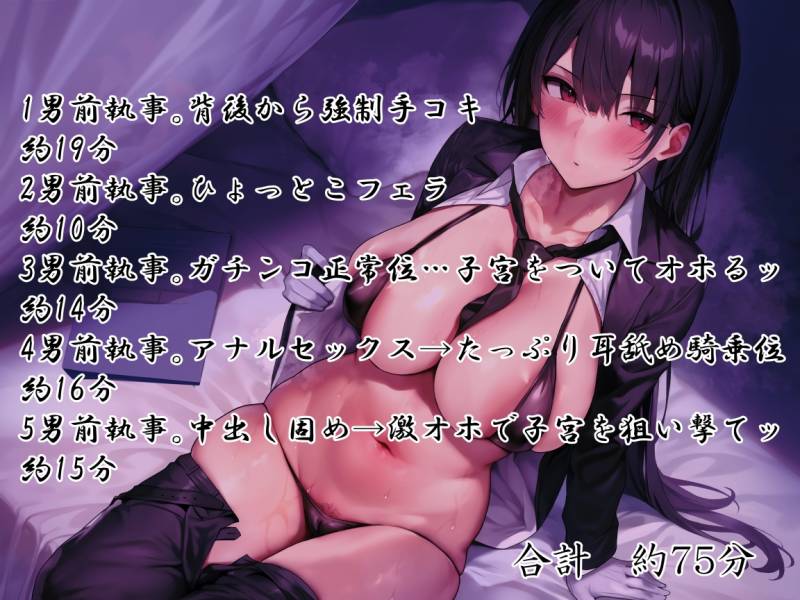 1男前執事。背後から強制手コキ
約19分
2男前執事。ひょっとこフェラ
約10分
3男前執事。ガチンコ正常位…子宮をついてオホるッ
約14分
4男前執事。アナルセックス→たっぷり耳舐め騎乗位
約16分
5男前執事。中出し固め→激オホで子宮を狙い撃てッ
約15分
合計　約75分